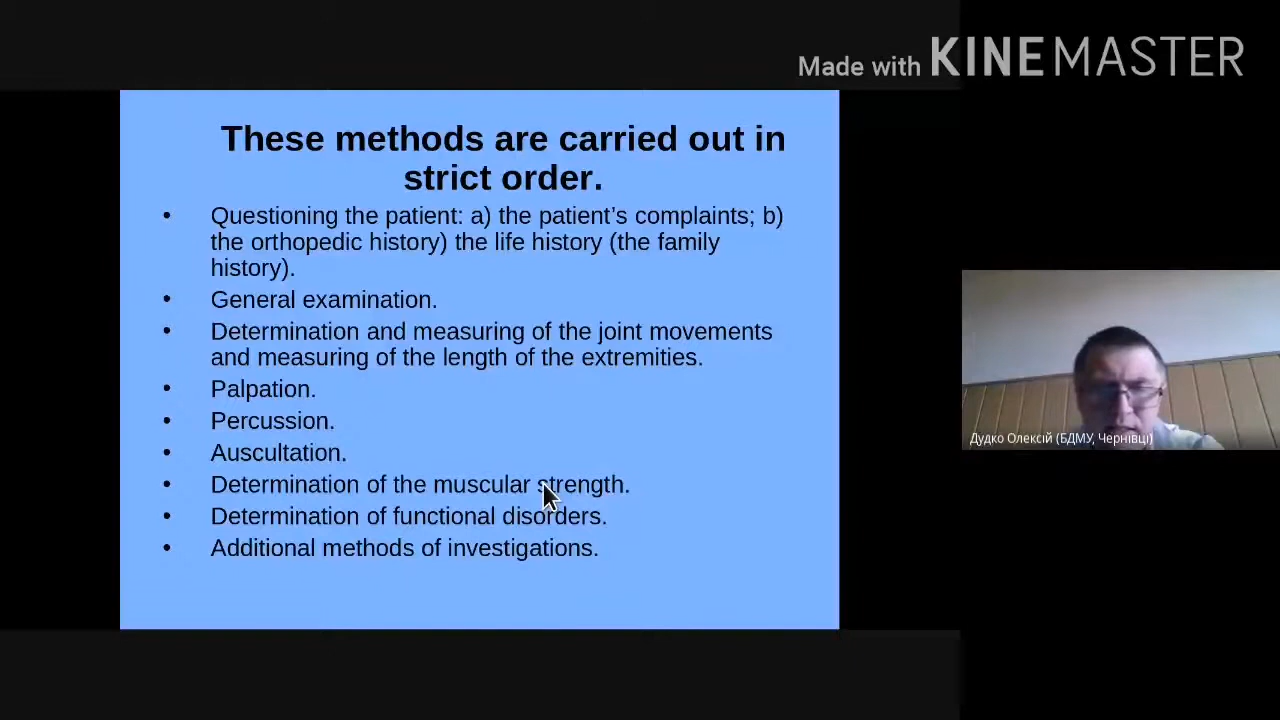 Made with KINEMASTER
These methods are carried out in
strict order.
• Questioning the patient: a) the patient’s complaints; b)
the orthopedic history) the life history (the family
history).
• General examination.
• Determination and measuring of the joint movements
and measuring of the length of the extremities.
• Palpation.
• Percussion.
• Auscultation.
• Determination of the muscular strength.
• Determination of functional disorders.
• Additional methods of investigations.
Дудко Олексій (БДМУ, Чернівці)